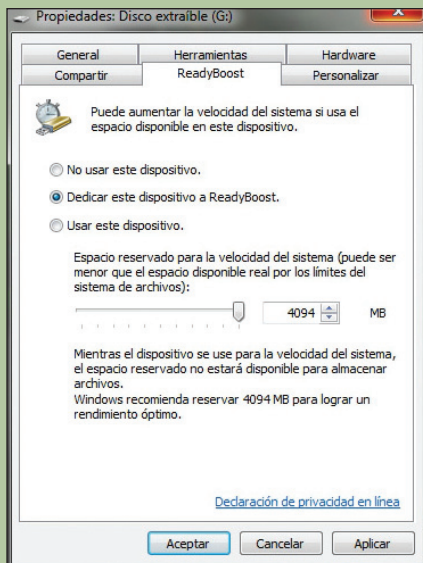 Propiedades: Disco extraíble (G:)
General Herramientas Hardware
Compartir ReadyBoost Personalizar
Puede aumentar la velocidad del sistema si usa el
espacio disponible en este dispositivo.
No usar este dispositivo.
Dedicar este dispositivo a ReadyBoost.
Usar este dispositivo.
Espacio reservado para la velocidad del sistema (puede ser
menor que el espacio disponible real por los límites del
sistema de archivos):
4094 MB
Mientras el dispositivo se use para la velocidad del sistema,
el espacio reservado no estará disponible para almacenar
archivos.
Windows recomienda reservar 4094 MB para lograr un
rendimiento óptimo.
Declaración de privacidad en línea
Aceptar Cancelar Aplicar